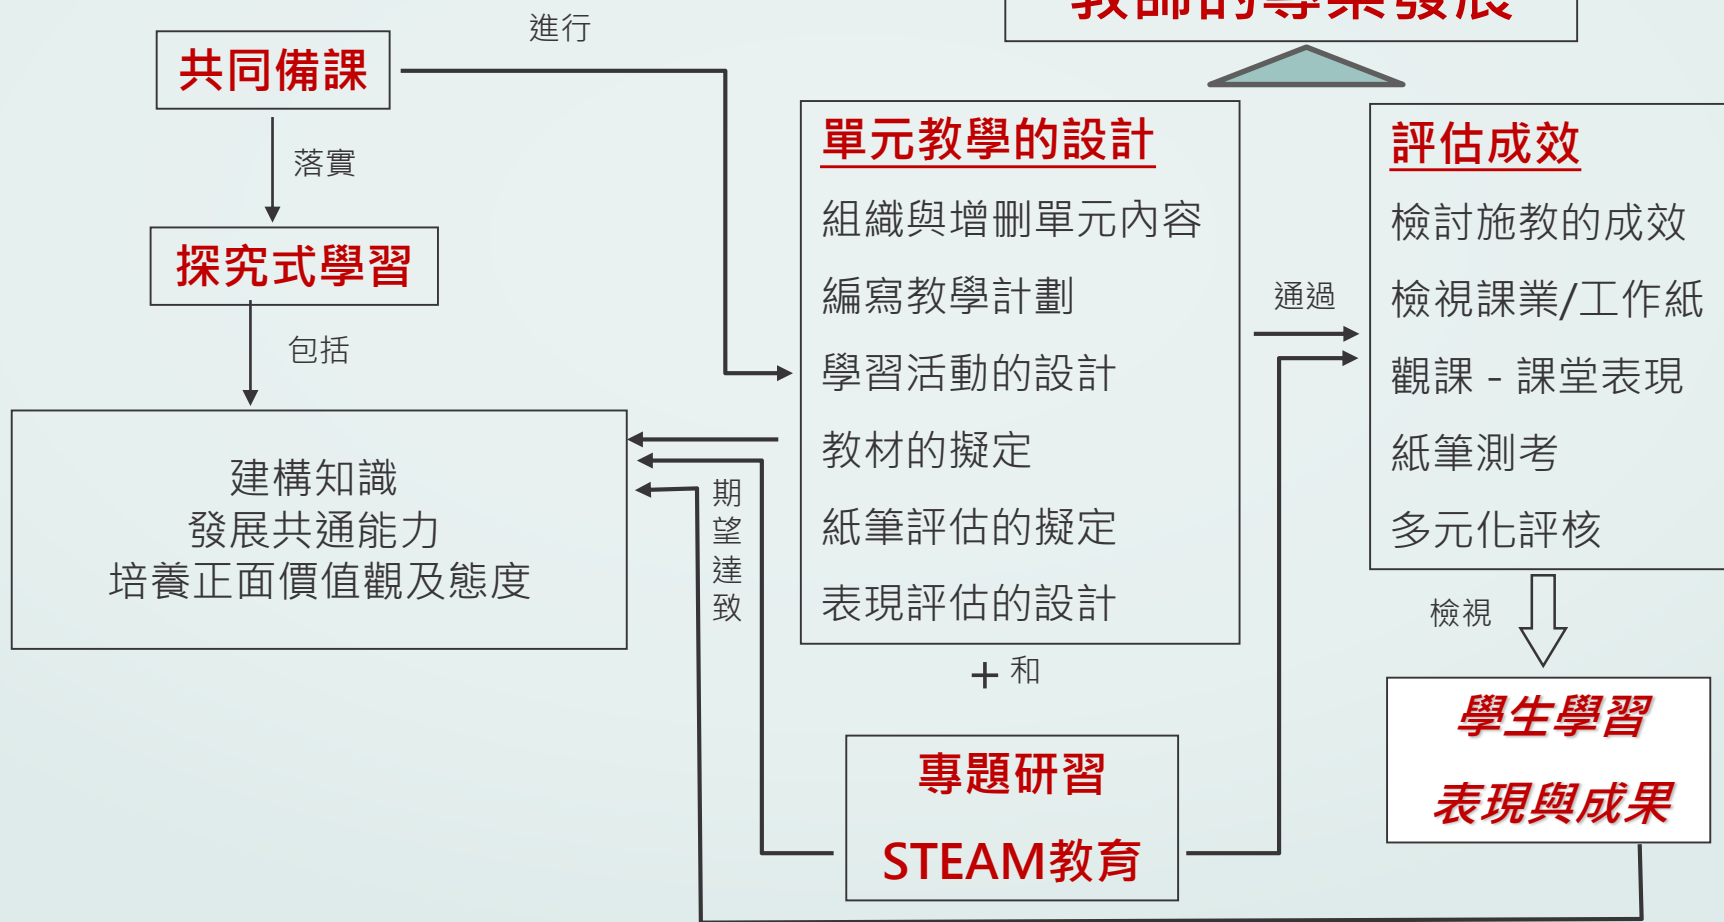 教師的專業發展
進行
共同備課
落實
探究式學習
包括
建構知識
發展共通能力
培養正面價值觀及態度
期望達致
單元教學的設計
組織與增刪單元內容
編寫教學計劃
學習活動的設計
教材的擬定
紙筆評估的擬定
表現評估的設計
+ 和
專題研習
STEAM教育
通過
評估成效
檢討施教的成效
檢視課業/工作紙
觀課 - 課堂表現
紙筆測考
多元化評核
檢視
學生學習
表現與成果